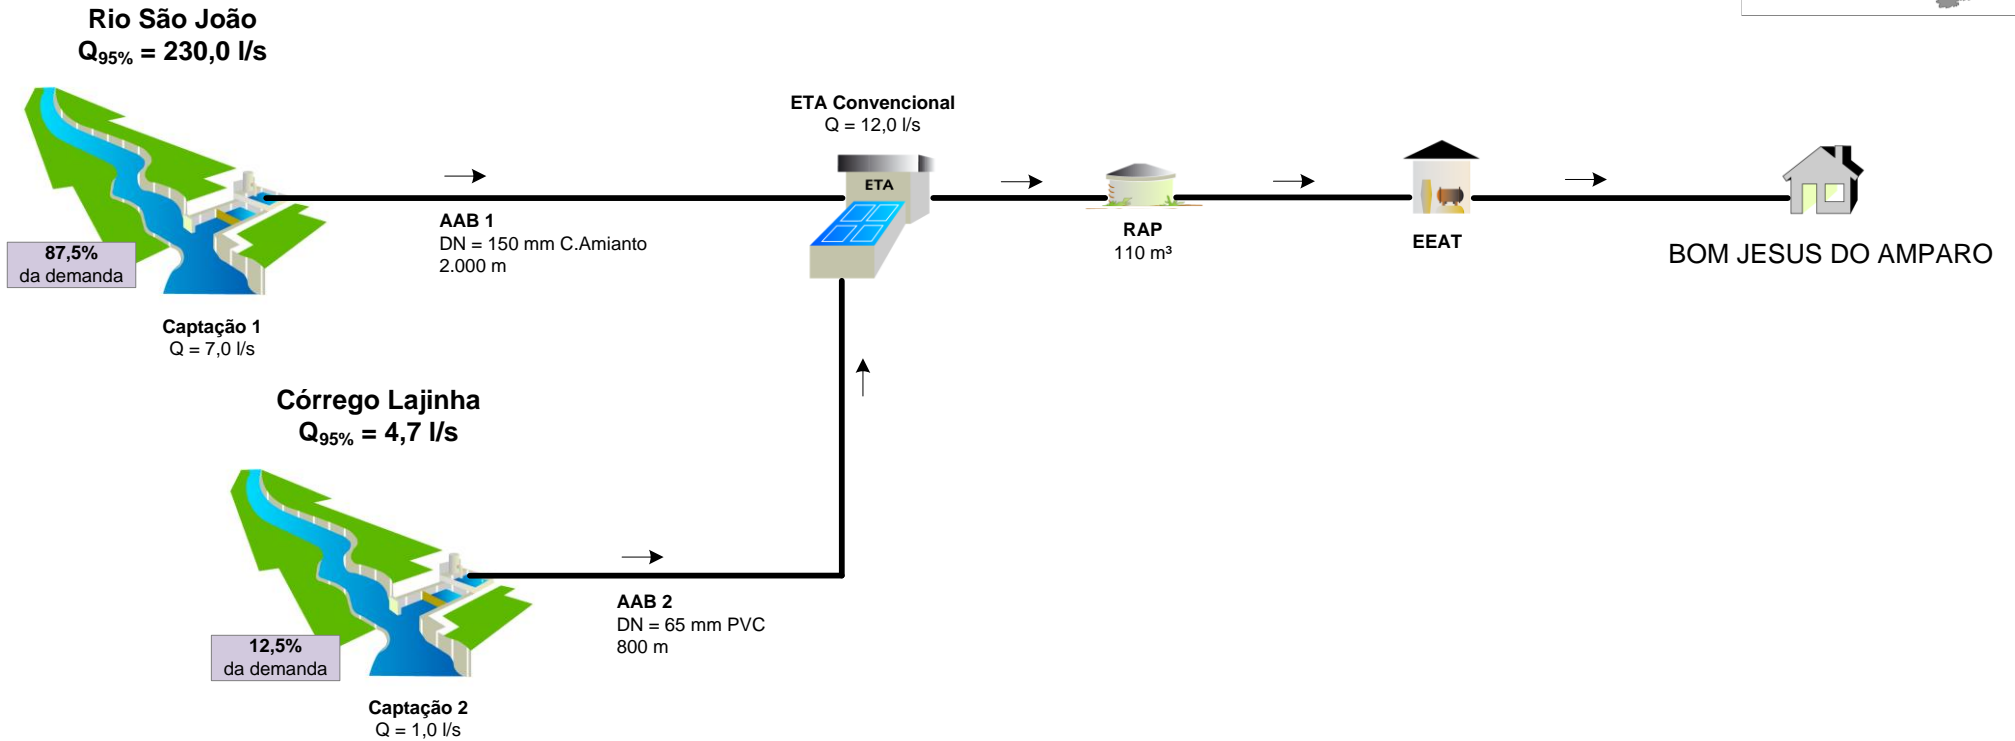 Rio São João
Q95% = 230,0 l/s
87,5%
da demanda
Captação 1
Q = 7,0 l/s
AAB 1
DN = 150 mm C.Amianto
2.000 m
ETA Convencional
Q = 12,0 l/s
ETA
RAP
110 m³
EEAT
BOM JESUS DO AMPARO
Córrego Lajinha
Q95% = 4,7 l/s
12,5%
da demanda
Captação 2
Q = 1,0 l/s
AAB 2
DN = 65 mm PVC
800 m